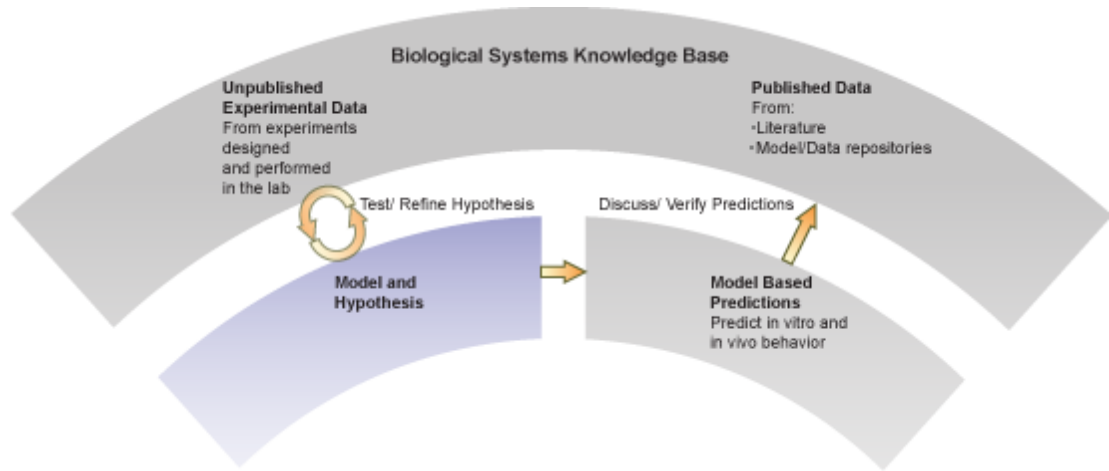 Biological Systems Knowledge Base
Unpublished
Experimental Data
From experiments
designed
and performed
in the lab
Published Data
From:
·Literature
·Model/Data repositories
Test/ Refine Hypothesis
Discuss/ Verify Predictions
Model and
Hypothesis
Model Based
Predictions
Predict in vitro and
in vivo behavior